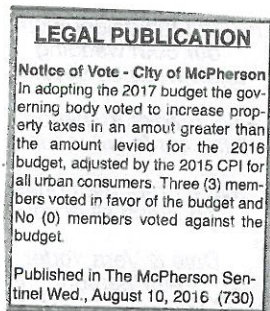 LEGAL PUBLICATION
Notice of Vote - City of McPherson
In adopting the 2017 budget the gov-
erning body voted to increase prop-
erty taxes in an amout greater than
the amount levied for the 2016
budget, adjusted by the 2015 CPI for
all urban consumers. Three (3) mem-
bers voted in favor of the budget and
No (0) members voted against the
budget.
Published in The McPherson Sen-
tinel Wed., August 10, 2016 (730)